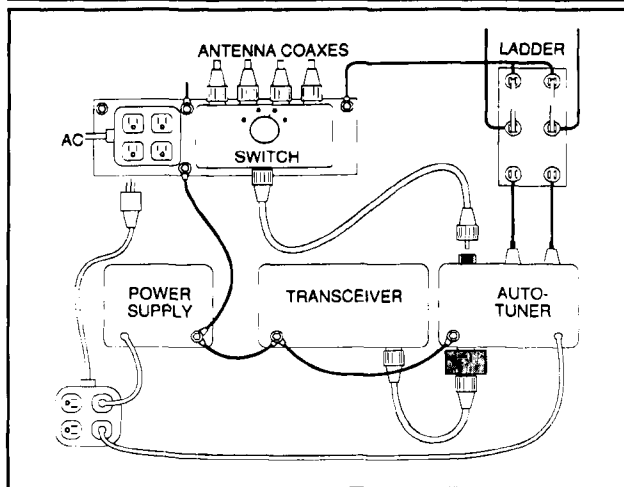 ANTENNA COAXES
LADDER
AC
SWITCH
POWER
SUPPLY
TRANSCEIVER
AUTO-
TUNER